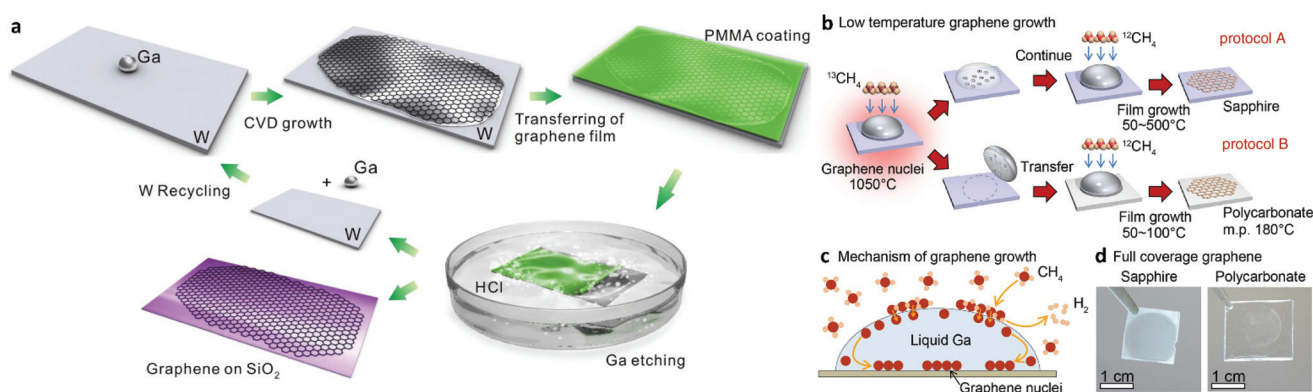 a
Ga
W
CVD growth
W
Transferring of
graphene film
PMMA coating
W Recycling
+
Ga
W
HCl
Ga etching
Graphene on SiO₂
b Low temperature graphene growth
¹³CH₄
Graphene nuclei
1050°C
Continue
¹²CH₄
protocol A
Film growth
50~500°C
Sapphire
Transfer
¹²CH₄
protocol B
Film growth
50~100°C
Polycarbonate
m.p. 180°C
c Mechanism of graphene growth
CH₄
H₂
Liquid Ga
Graphene nuclei
d Full coverage graphene
Sapphire
Polycarbonate
1 cm
1 cm